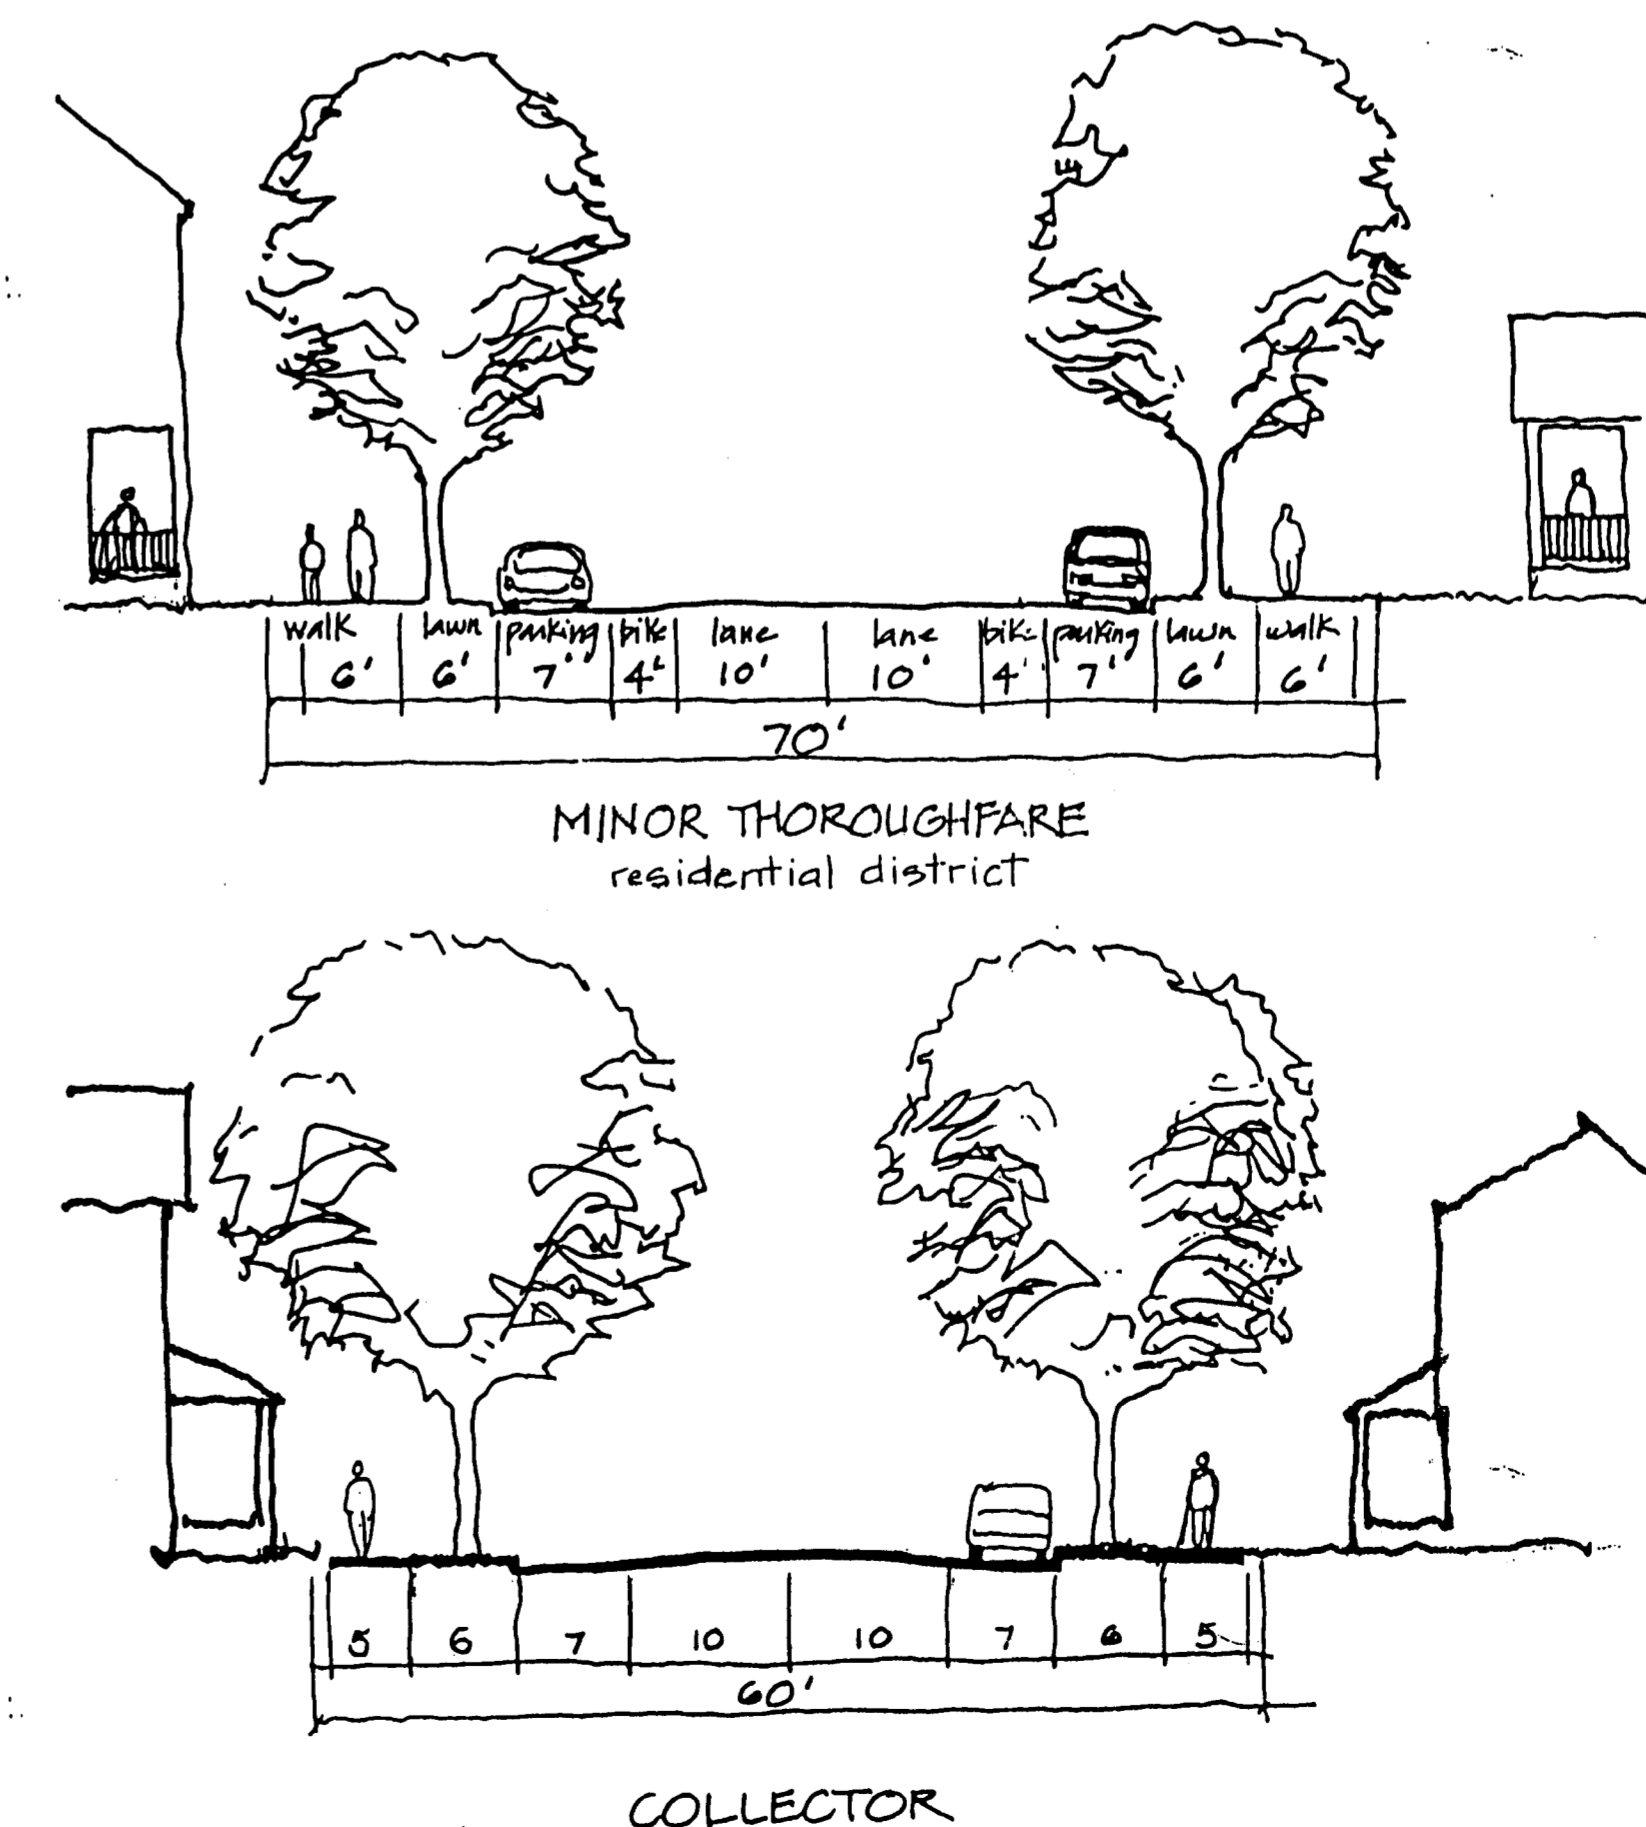 walk lawn parking bike lane lane bike parking lawn walk
6' 6' 7' 4' 10' 10' 4' 7' 6' 6'
70'
MINOR THOROUGHFARE
residential district
5 6 7 10 10 7 6 5
60'
COLLECTOR